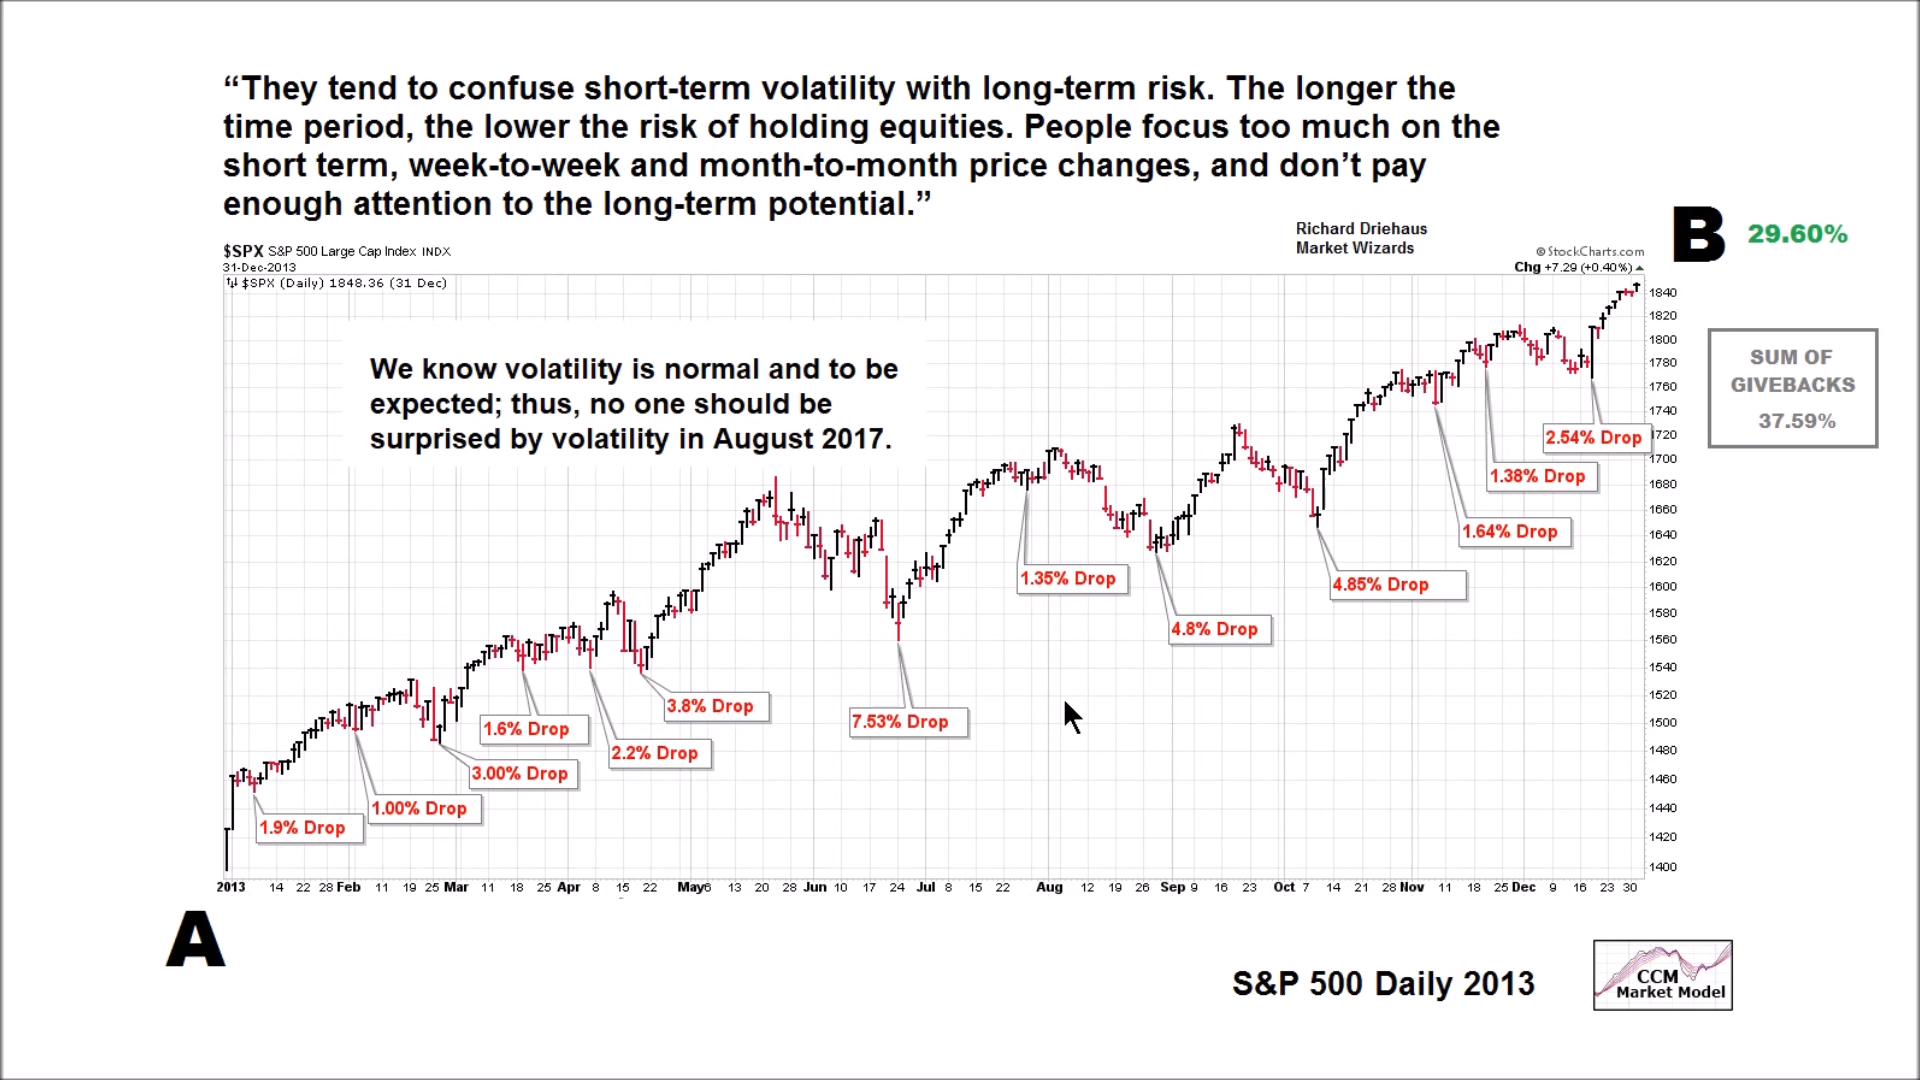 “They tend to confuse short-term volatility with long-term risk. The longer the
time period, the lower the risk of holding equities. People focus too much on the
short term, week-to-week and month-to-month price changes, and don’t pay
enough attention to the long-term potential.”
Richard Driehaus
Market Wizards
B 29.60%
$SPX S&P 500 Large Cap Index INDX
© StockCharts.com
31-Dec-2013
Chg +7.29 (+0.40%)
$SPX (Daily) 1848.36 (31 Dec)
We know volatility is normal and to be
expected; thus, no one should be
surprised by volatility in August 2017.
SUM OF
GIVEBACKS
37.59%
1840
1820
1800
1780
1760
1740
1720
1700
1680
1660
1640
1620
1600
1580
1560
1540
1520
1500
1480
1460
1440
1420
1400
1.9% Drop
1.00% Drop
3.00% Drop
1.6% Drop
2.2% Drop
3.8% Drop
7.53% Drop
1.35% Drop
4.8% Drop
4.85% Drop
1.64% Drop
1.38% Drop
2.54% Drop
2013 14 22 28 Feb 11 19 25 Mar 11 18 25 Apr 8 15 22 May 6 13 20 28 Jun 10 17 24 Jul 8 15 22 Aug 12 19 26 Sep 9 16 23 Oct 7 14 21 28 Nov 11 18 25 Dec 9 16 23 30
A
S&P 500 Daily 2013
CCM
Market Model